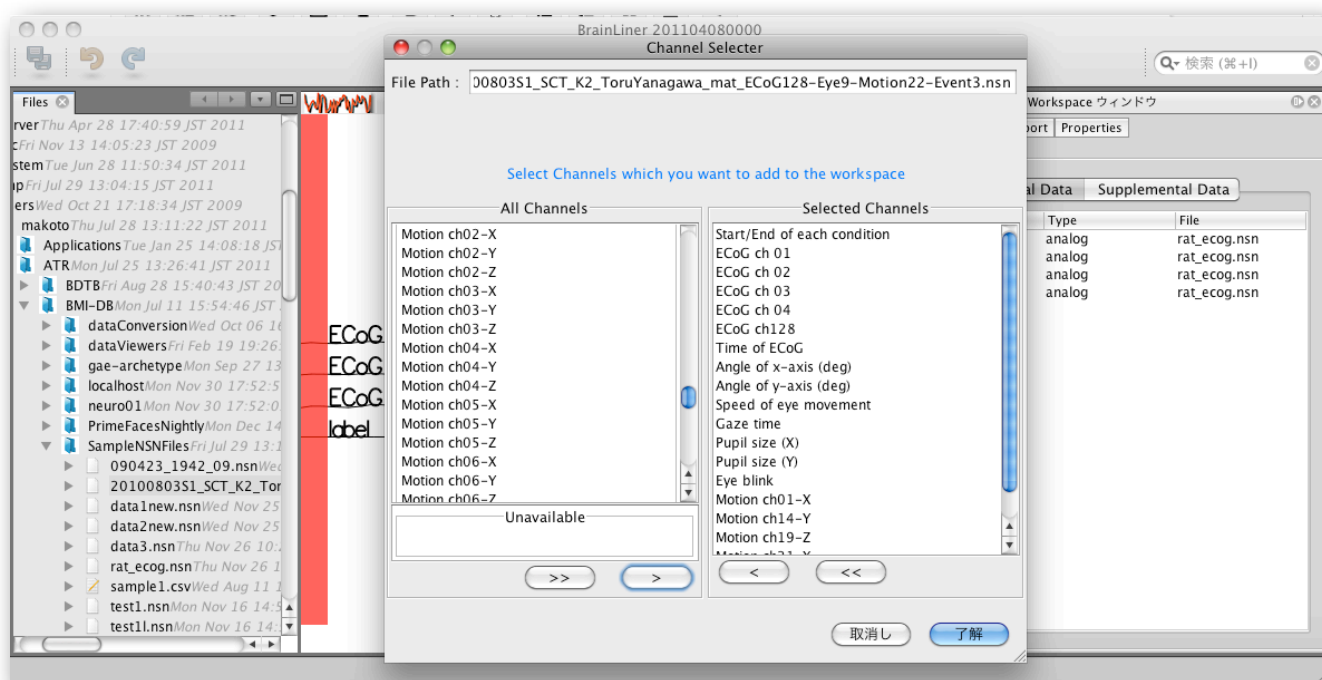 BrainLiner 201104080000
Channel Selecter
検索 (⌘+I)
File Path :
00803S1_SCT_K2_ToruYanagawa_mat_ECoG128-Eye9-Motion22-Event3.nsn
Select Channels which you want to add to the workspace
Files
rver Thu Apr 28 17:40:59 JST 2011
c Fri Nov 13 14:05:23 JST 2009
stem Tue Jun 28 11:50:34 JST 2011
np Fri Jul 29 13:04:15 JST 2011
ers Wed Oct 21 17:18:34 JST 2009
makoto Thu Jul 28 13:11:22 JST 2011
Applications Tue Jan 25 14:08:18 JST
ATR Mon Jul 25 13:26:41 JST 2011
BDTB Fri Aug 28 15:40:43 JST 20
BMI-DB Mon Jul 11 15:54:46 JST
dataConversion Wed Oct 06 16
dataViewers Fri Feb 19 19:26
gae-archetype Mon Sep 27 13
localhost Mon Nov 30 17:52:5
neuro01 Mon Nov 30 17:52:0
PrimeFacesNightly Mon Dec 14
SampleNSNFiles Fri Jul 29 13:1
090423_1942_09.nsn Wed
20100803S1_SCT_K2_Tor
data1new.nsn Wed Nov 25
data2new.nsn Wed Nov 25
data3.nsn Thu Nov 26 10:
rat_ecog.nsn Thu Nov 26 1
sample1.csv Wed Aug 11 1
test1.nsn Mon Nov 16 14:5
test1l.nsn Mon Nov 16 14:
ECoG
ECoG
ECoG
label
All Channels
Motion ch02-X
Motion ch02-Y
Motion ch02-Z
Motion ch03-X
Motion ch03-Y
Motion ch03-Z
Motion ch04-X
Motion ch04-Y
Motion ch04-Z
Motion ch05-X
Motion ch05-Y
Motion ch05-Z
Motion ch06-X
Motion ch06-Y
Motion ch06-Z
Unavailable
>>
>
Selected Channels
Start/End of each condition
ECoG ch 01
ECoG ch 02
ECoG ch 03
ECoG ch 04
ECoG ch128
Time of ECoG
Angle of x-axis (deg)
Angle of y-axis (deg)
Speed of eye movement
Gaze time
Pupil size (X)
Pupil size (Y)
Eye blink
Motion ch01-X
Motion ch14-Y
Motion ch19-Z
<
<<
取消し
了解
Workspace ウィンドウ
port
Properties
al Data
Supplemental Data
Type
File
analog
rat_ecog.nsn
analog
rat_ecog.nsn
analog
rat_ecog.nsn
analog
rat_ecog.nsn